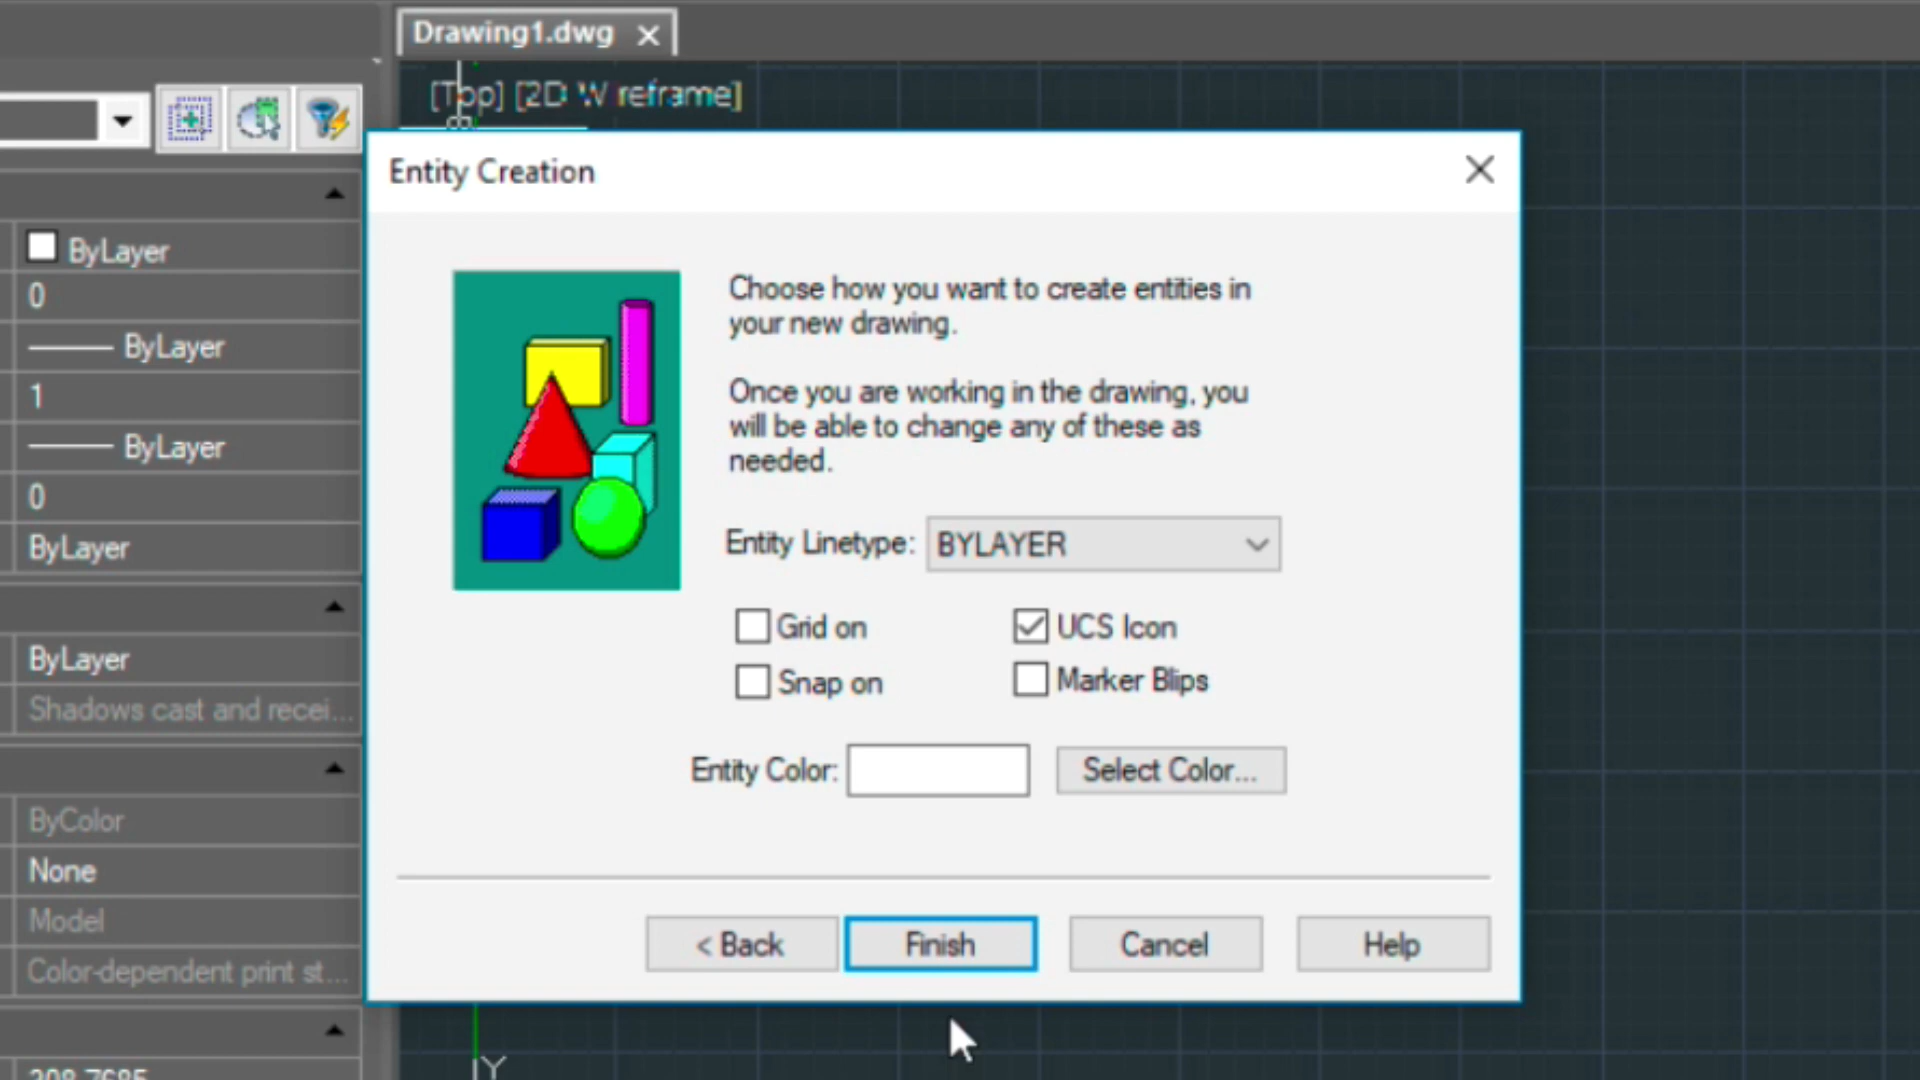 Drawing1.dwg
[Top] [2D Wireframe]
Entity Creation
ByLayer
0
ByLayer
1
ByLayer
0
ByLayer
ByLayer
Shadows cast and recei...
ByColor
None
Model
Color-dependent print st...
308.7685
Choose how you want to create entities in
your new drawing.
Once you are working in the drawing, you
will be able to change any of these as
needed.
Entity Linetype: BYLAYER
Grid on
UCS Icon
Snap on
Marker Blips
Entity Color:
Select Color...
< Back
Finish
Cancel
Help
Y